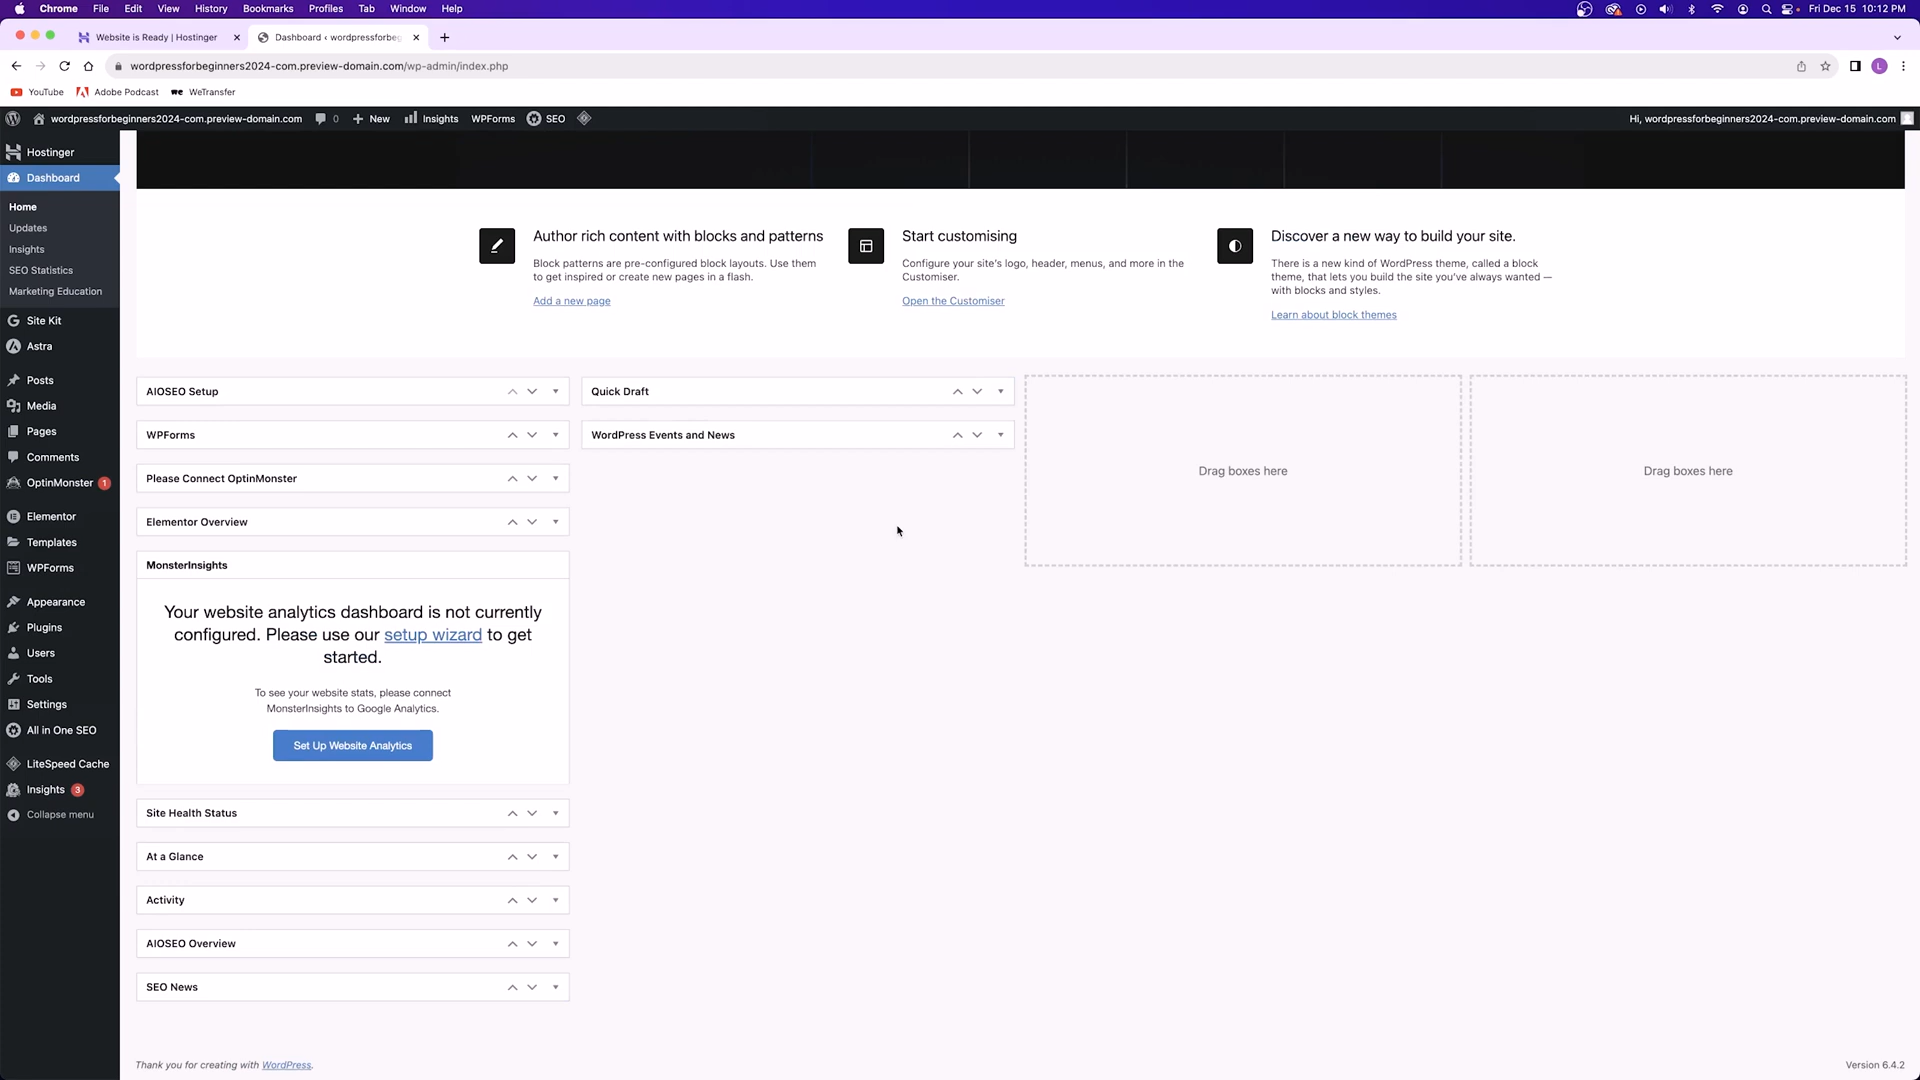 Chrome File Edit View History Bookmarks Profiles Tab Window Help Fri Dec 15 10:12 PM
Website is Ready | Hostinger Dashboard ‹ wordpressforbeg
wordpressforbeginners2024-com.preview-domain.com/wp-admin/index.php L
YouTube Adobe Podcast WeTransfer
wordpressforbeginners2024-com.preview-domain.com 0 New Insights WPForms SEO Hi, wordpressforbeginners2024-com.preview-domain.com
Hostinger
Dashboard
Home
Updates
Insights
SEO Statistics
Marketing Education
Site Kit
Astra
Posts
Media
Pages
Comments
OptinMonster 1
Elementor
Templates
WPForms
Appearance
Plugins
Users
Tools
Settings
All in One SEO
LiteSpeed Cache
Insights 3
Collapse menu
Author rich content with blocks and patterns
Block patterns are pre-configured block layouts. Use them
to get inspired or create new pages in a flash.
Add a new page
Start customising
Configure your site's logo, header, menus, and more in the
Customiser.
Open the Customiser
Discover a new way to build your site.
There is a new kind of WordPress theme, called a block
theme, that lets you build the site you've always wanted —
with blocks and styles.
Learn about block themes
AIOSEO Setup
WPForms
Please Connect OptinMonster
Elementor Overview
MonsterInsights
Your website analytics dashboard is not currently
configured. Please use our setup wizard to get
started.
To see your website stats, please connect
MonsterInsights to Google Analytics.
Set Up Website Analytics
Site Health Status
At a Glance
Activity
AIOSEO Overview
SEO News
Quick Draft
WordPress Events and News
Drag boxes here
Drag boxes here
Thank you for creating with WordPress.
Version 6.4.2